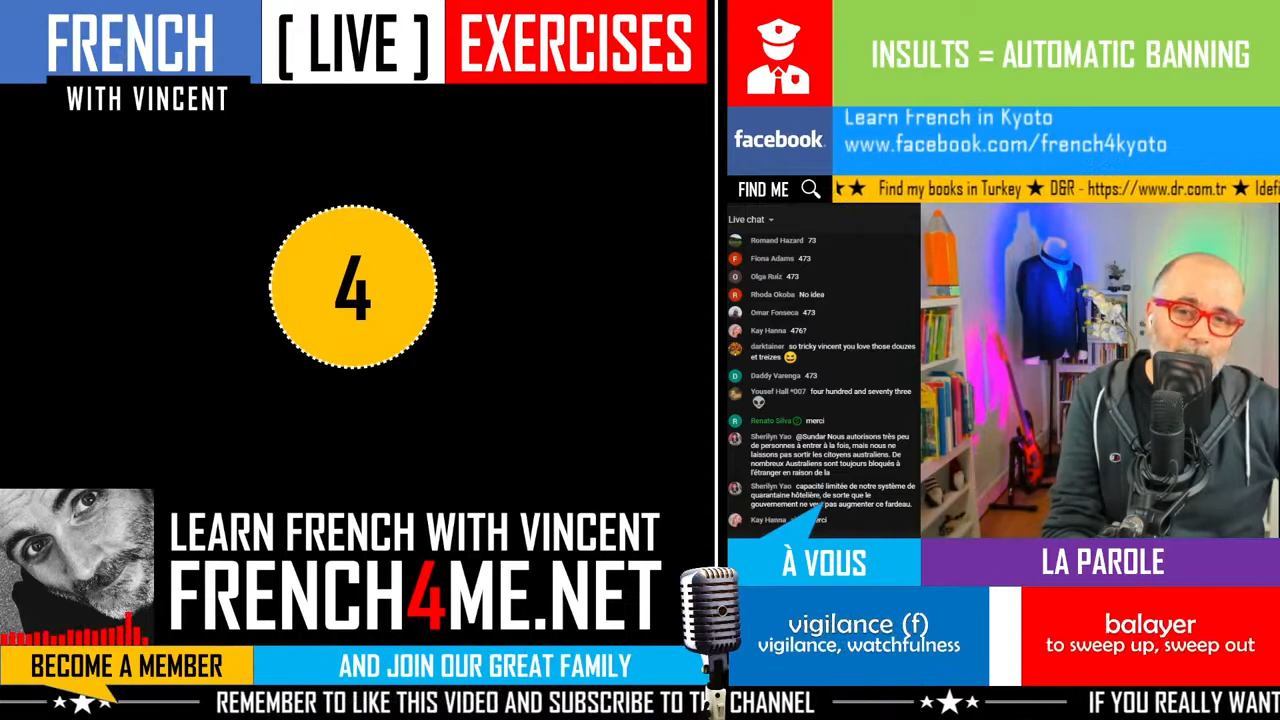 FRENCH
WITH VINCENT
[ LIVE ]
EXERCISES
INSULTS = AUTOMATIC BANNING
facebook.
Learn French in Kyoto
www.facebook.com/french4kyoto
FIND ME
★★ Find my books in Turkey ★ D&R - https://www.dr.com.tr ★ Idefi
Live chat
Romand Hazard 73
Fiona Adams 473
Olga Ruíz 473
Rhoda Okoba No idea
Omar Fonseca 473
Kay Hanna 476?
darktainer so tricky vincent you love those douzes
et treizes 😆
Daddy Varenga 473
Yousef Hall *007 four hundred and seventy three
👽
Renato Silva merci
Sherilyn Yao @Sundar Nous autorisons très peu
de personnes à entrer à la fois, mais nous ne
laissons pas sortir les citoyens australiens. De
nombreux Australiens sont toujours bloqués à
l'étranger en raison de la
Sherilyn Yao capacité limitée de notre système de
quarantaine hôtelière, de sorte que le
gouvernement ne veut pas augmenter ce fardeau.
Kay Hanna
4
LEARN FRENCH WITH VINCENT
FRENCH4ME.NET
À VOUS
LA PAROLE
vigilance (f)
vigilance, watchfulness
balayer
to sweep up, sweep out
BECOME A MEMBER
AND JOIN OUR GREAT FAMILY
REMEMBER TO LIKE THIS VIDEO AND SUBSCRIBE TO CHANNEL
IF YOU REALLY WANT